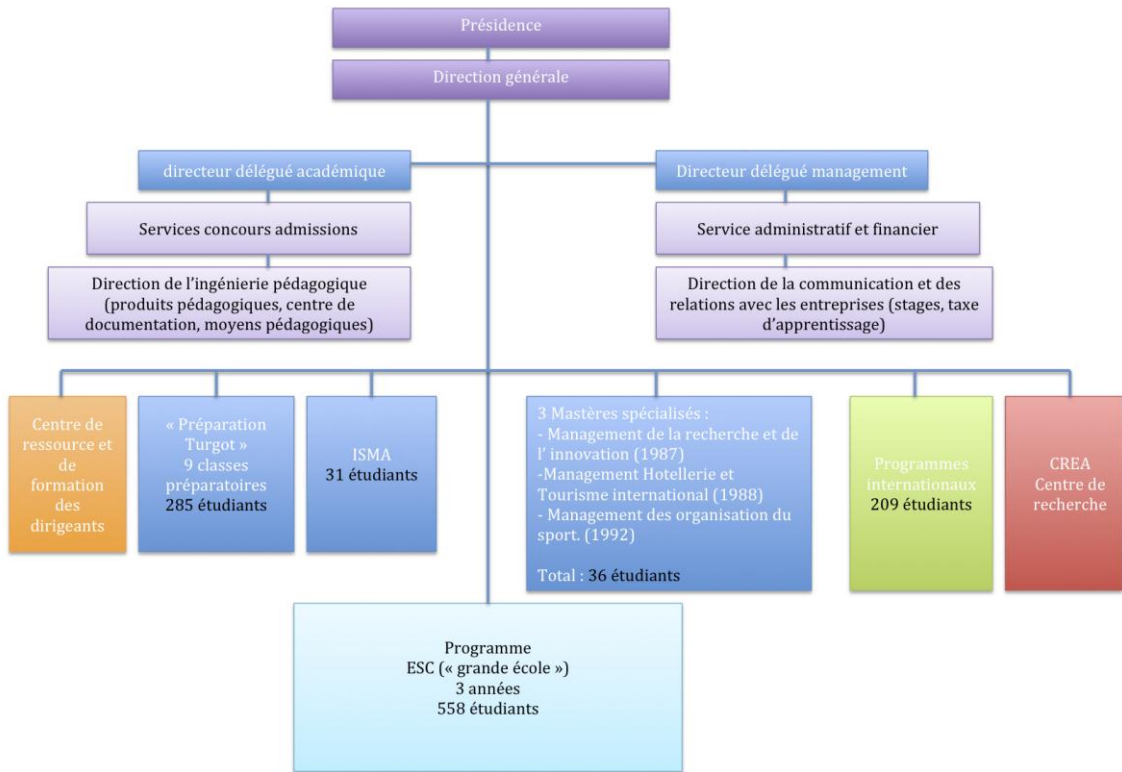 Présidence
Direction générale
directeur délégué académique
Directeur délégué management
Services concours admissions
Service administratif et financier
Direction de l'ingénierie pédagogique
(produits pédagogiques, centre de
documentation, moyens pédagogiques)
Direction de la communication et des
relations avec les entreprises (stages, taxe
d'apprentissage)
Centre de
ressource et
de
formation
des
dirigeants
« Préparation
Turgot »
9 classes
préparatoires
285 étudiants
ISMA
31 étudiants
3 Mastères spécialisés :
- Management de la recherche et de
l' innovation (1987)
-Management Hotellerie et
Tourisme international (1988)
- Management des organisation du
sport. (1992)
Total : 36 étudiants
Programmes
internationaux
209 étudiants
CREA
Centre de
recherche
Programme
ESC (« grande école »)
3 années
558 étudiants